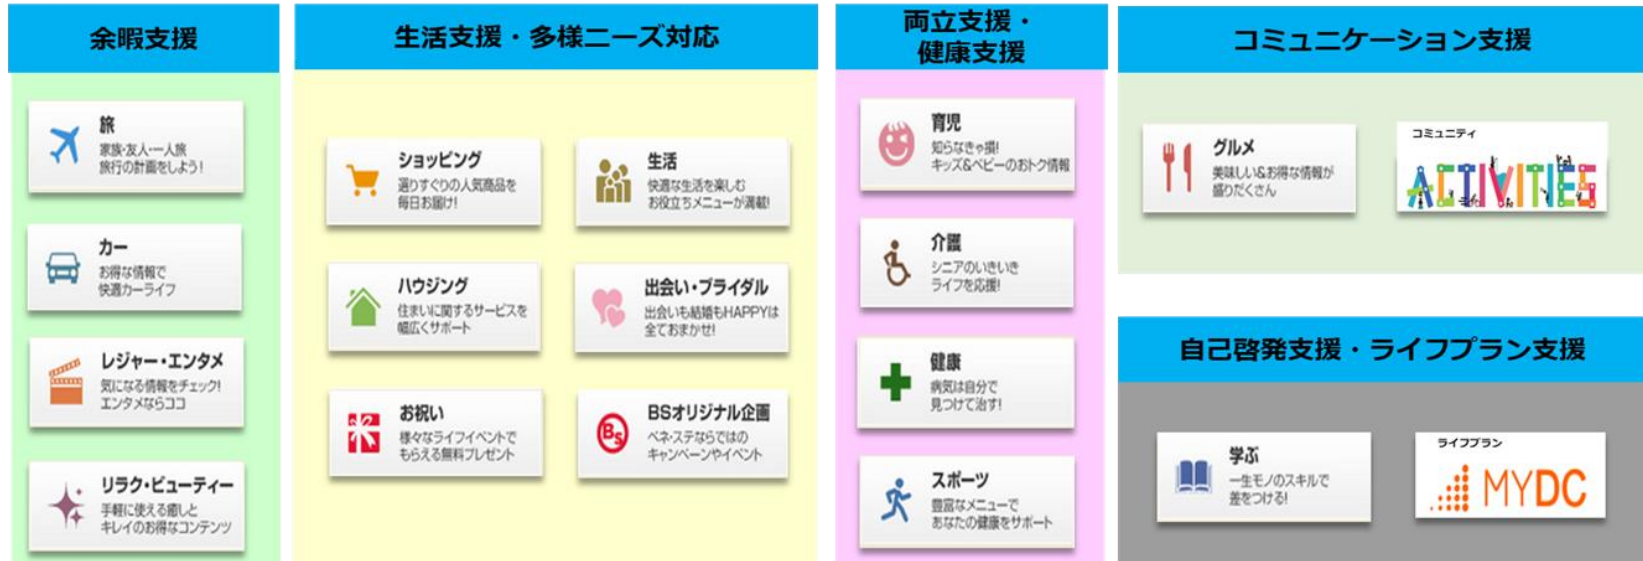 余暇支援
旅
家族・友人・一人旅
旅行の計画をしよう!
カー
お得な情報で
快適カーライフ
レジャー・エンタメ
気になる情報をチェック!
エンタメならココ
リラク・ビューティー
手軽に使える癒しと
キレイのお得なコンテンツ
生活支援・多様ニーズ対応
ショッピング
選りすぐりの人気商品を
毎日お届け!
生活
快適な生活を楽しむ
お役立ちメニューが満載!
ハウジング
住まいに関するサービスを
幅広くサポート
出会い・ブライダル
出会いも結婚もHAPPYは
全ておまかせ!
お祝い
様々なライフイベントで
もらえる無料プレゼント
BS
BSオリジナル企画
ベネ・ステならではの
キャンペーンやイベント
両立支援・
健康支援
育児
知らなきゃ損!
キッズ&ベビーのおトク情報
介護
シニアのいきいき
ライフを応援!
健康
病気は自分で
見つけて治す!
スポーツ
豊富なメニューで
あなたの健康をサポート
コミュニケーション支援
グルメ
美味しい&お得な情報が
盛りだくさん
コミュニティ
ACTIVITIES
自己啓発支援・ライフプラン支援
学ぶ
一生モノのスキルで
差をつける!
ライフプラン
MYDC